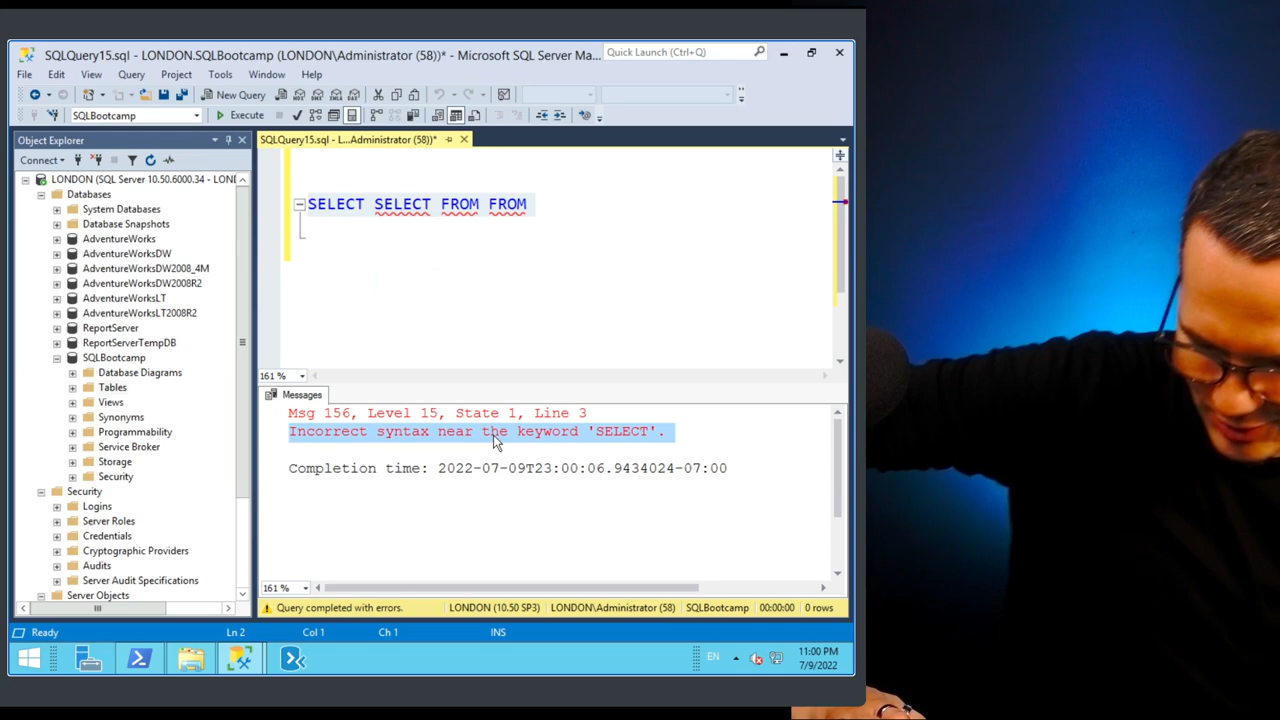 SQLQuery15.sql - LONDON.SQLBootcamp (LONDON\Administrator (58))* - Microsoft SQL Server Ma...
Quick Launch (Ctrl+Q)
File Edit View Query Project Tools Window Help
New Query
SQLBootcamp
Execute
Object Explorer
SQLQuery15.sql - L...Administrator (58))*
Connect
LONDON (SQL Server 10.50.6000.34 - LONI
Databases
System Databases
Database Snapshots
AdventureWorks
AdventureWorksDW
AdventureWorksDW2008_4M
AdventureWorksDW2008R2
AdventureWorksLT
AdventureWorksLT2008R2
ReportServer
ReportServerTempDB
SQLBootcamp
Database Diagrams
Tables
Views
Synonyms
Programmability
Service Broker
Storage
Security
Security
Logins
Server Roles
Credentials
Cryptographic Providers
Audits
Server Audit Specifications
Server Objects
SELECT SELECT FROM FROM
161 %
Messages
Msg 156, Level 15, State 1, Line 3
Incorrect syntax near the keyword 'SELECT'.
Completion time: 2022-07-09T23:00:06.9434024-07:00
161 %
Query completed with errors. LONDON (10.50 SP3) LONDON\Administrator (58) SQLBootcamp 00:00:00 0 rows
Ready Ln 2 Col 1 Ch 1 INS
EN
11:00 PM
7/9/2022